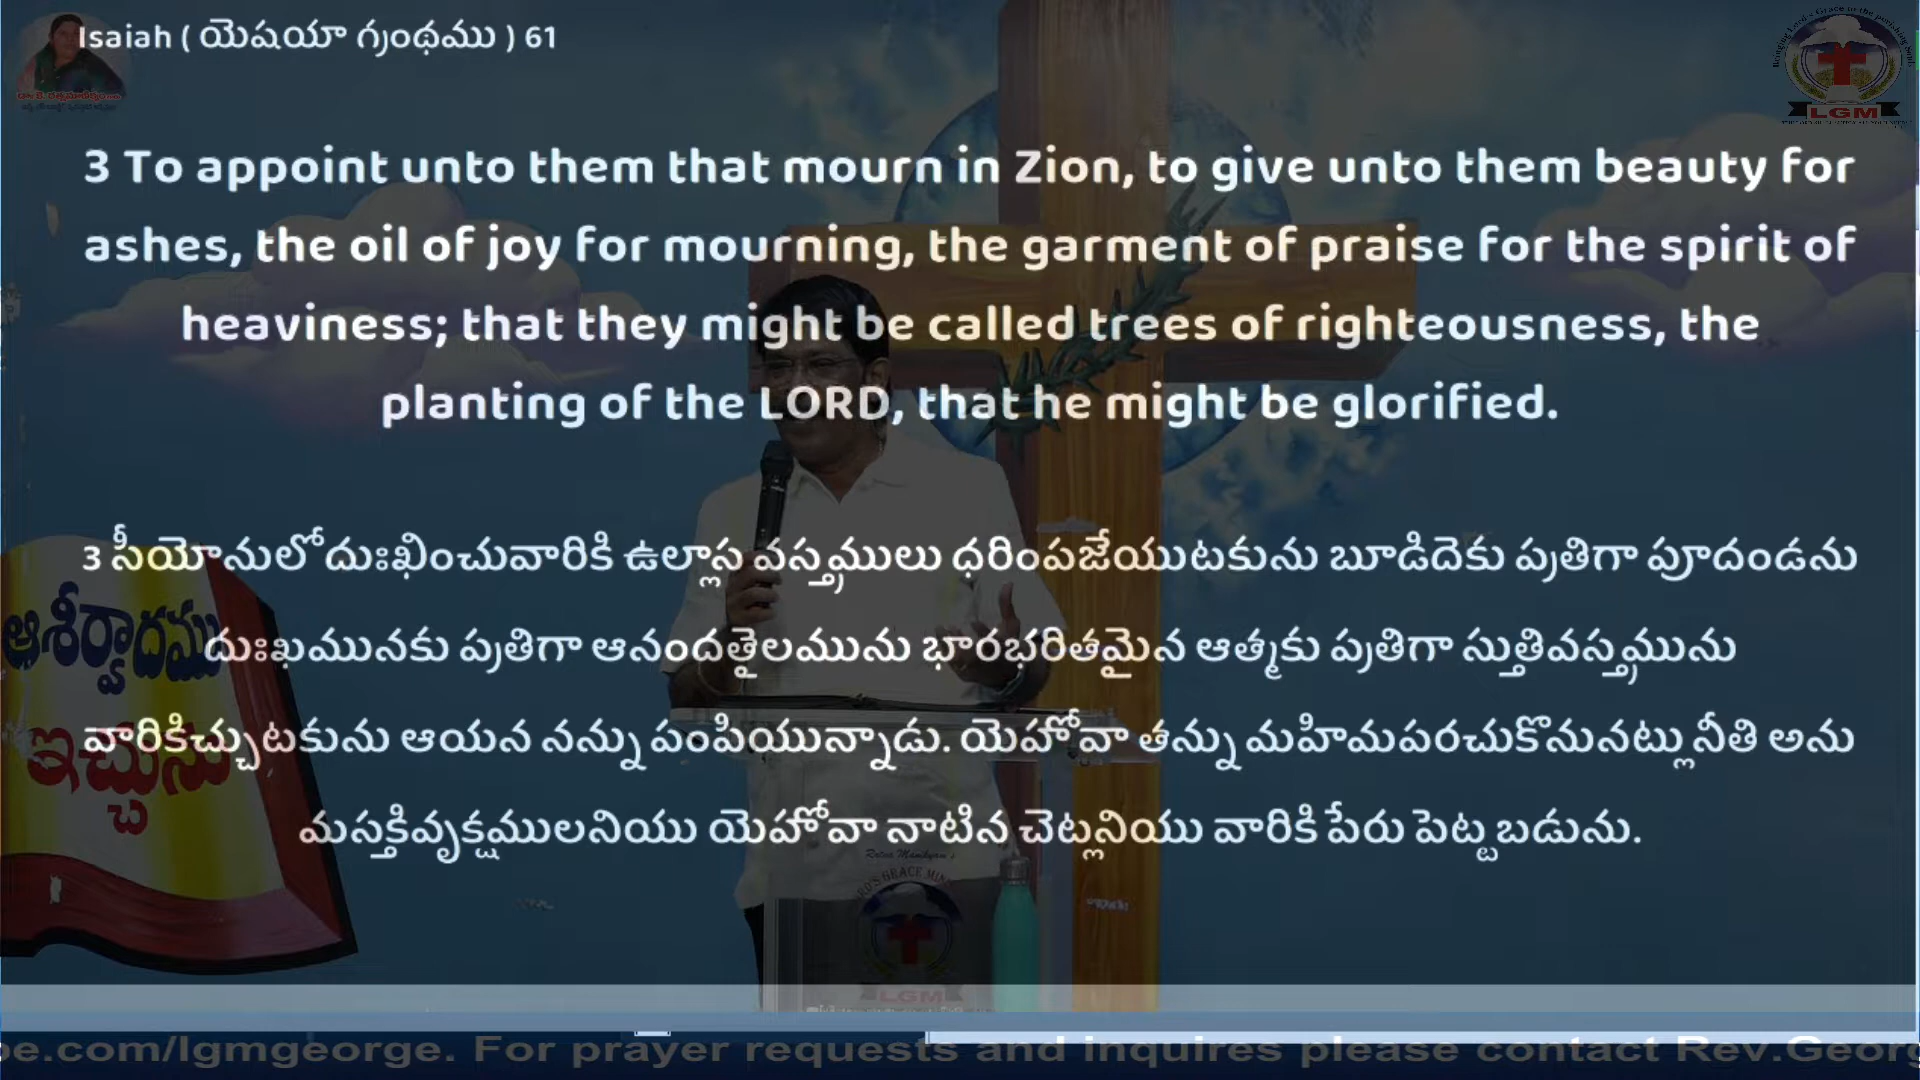 Isaiah ( యెషయా గ్రంథము ) 61
LGM
3 To appoint unto them that mourn in Zion, to give unto them beauty for
ashes, the oil of joy for mourning, the garment of praise for the spirit of
heaviness; that they might be called trees of righteousness, the
planting of the LORD, that he might be glorified.
3 సీయోనులోదుఃఖించువారికి ఉల్లాస వస్త్రములు ధరింపజేయుటకును బూడిదెకు ప్రతిగా పూదండను
దుఃఖమునకు ప్రతిగా ఆనందతైలమును భారభరితమైన ఆత్మకు ప్రతిగా స్తుతివస్త్రమును
వారికిచ్చుటకును ఆయన నన్ను పంపియున్నాడు. యెహోవా తన్ను మహిమపరచుకొనునట్లు నీతి అను
మస్తకివృక్షములనియు యెహోవా నాటిన చెట్లనియు వారికి పేరు పెట్ట బడును.
ఆశీర్వాదము
ఇచ్చును
LGM
be.com/lgmgeorge. For prayer requests and inquires please contact Rev.Georg